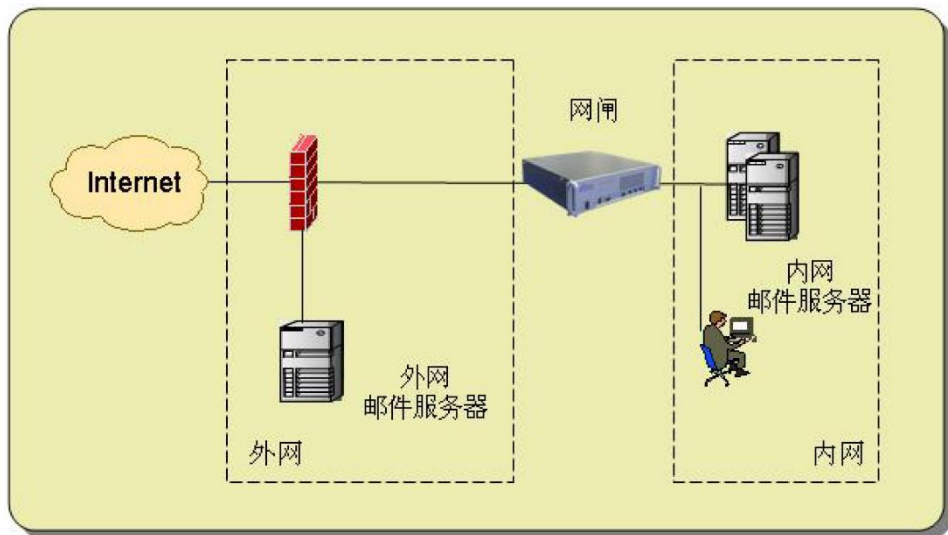 网闸
Internet
内网
邮件服务器
外网
邮件服务器
外网
内网